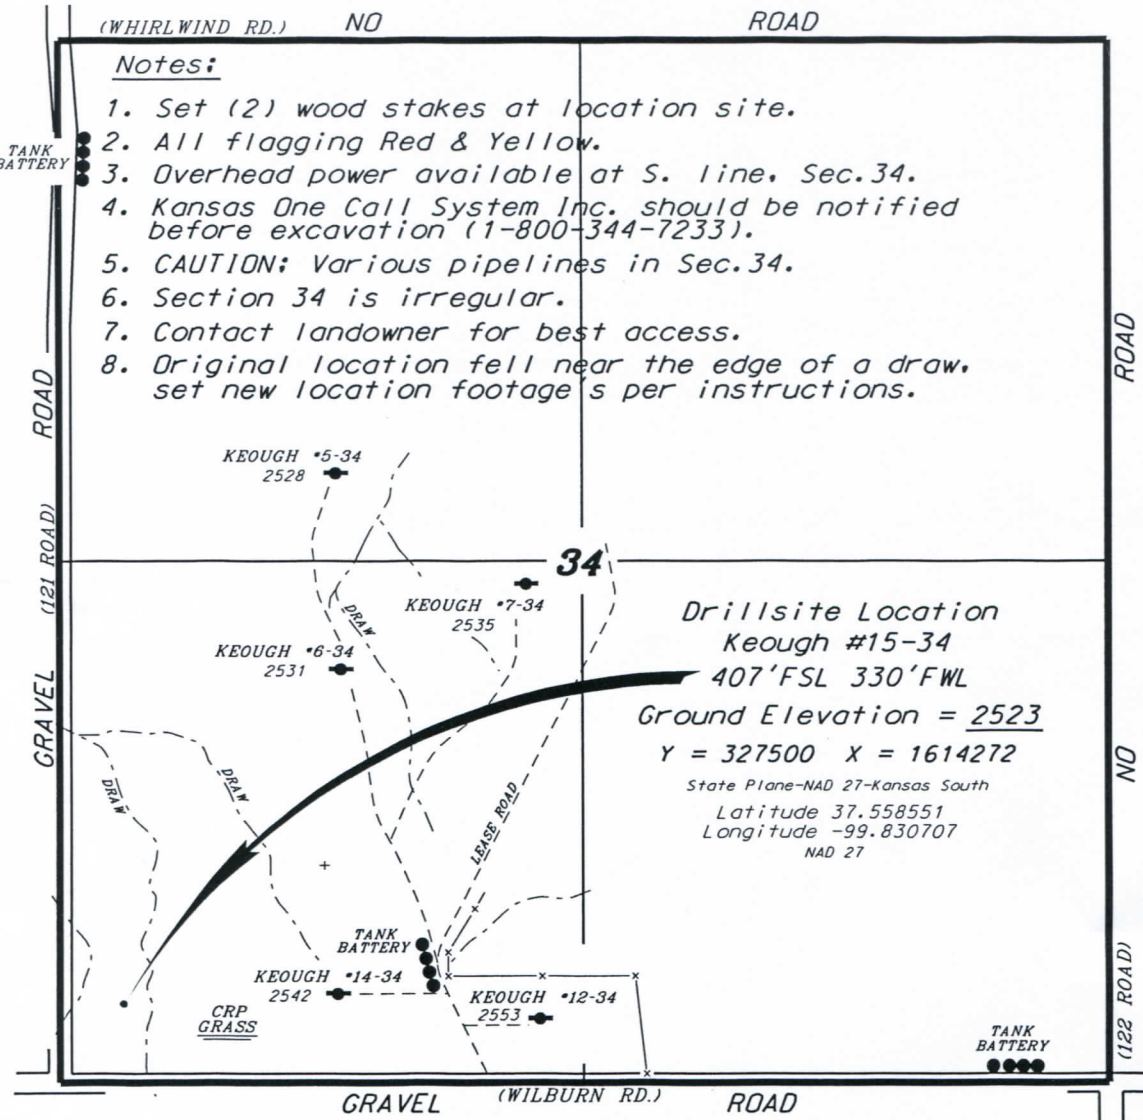 (WHIRLWIND RD.) NO ROAD
Notes:
1. Set (2) wood stakes at location site.
2. All flagging Red & Yellow.
3. Overhead power available at S. line, Sec.34.
4. Kansas One Call System Inc. should be notified
before excavation (1-800-344-7233).
5. CAUTION: Various pipelines in Sec.34.
6. Section 34 is irregular.
7. Contact landowner for best access.
8. Original location fell near the edge of a draw,
set new location footage's per instructions.
TANK
BATTERY
GRAVEL (121 ROAD) ROAD
NO ROAD
(122 ROAD)
KEOUGH #5-34
2528
34
KEOUGH #7-34
2535
DRAW
KEOUGH #6-34
2531
Drillsite Location
Keough #15-34
407'FSL 330'FWL
Ground Elevation = 2523
Y = 327500 X = 1614272
State Plane-NAD 27-Kansas South
Latitude 37.558551
Longitude -99.830707
NAD 27
DRAW
DRAW
LEASE ROAD
TANK
BATTERY
KEOUGH #14-34
2542
KEOUGH #12-34
2553
CRP
GRASS
TANK
BATTERY
GRAVEL (WILBURN RD.) ROAD